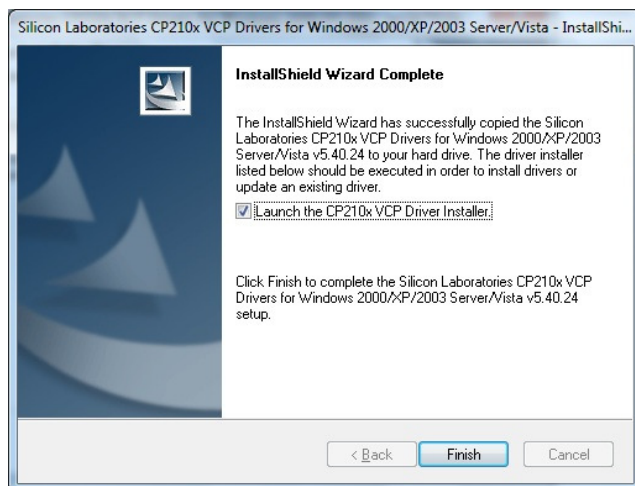 Silicon Laboratories CP210x VCP Drivers for Windows 2000/XP/2003 Server/Vista - InstallShi...
InstallShield Wizard Complete
The InstallShield Wizard has successfully copied the Silicon
Laboratories CP210x VCP Drivers for Windows 2000/XP/2003
Server/Vista v5.40.24 to your hard drive. The driver installer
listed below should be executed in order to install drivers or
update an existing driver.
Launch the CP210x VCP Driver Installer.
Click Finish to complete the Silicon Laboratories CP210x VCP
Drivers for Windows 2000/XP/2003 Server/Vista v5.40.24
setup.
< Back Finish Cancel